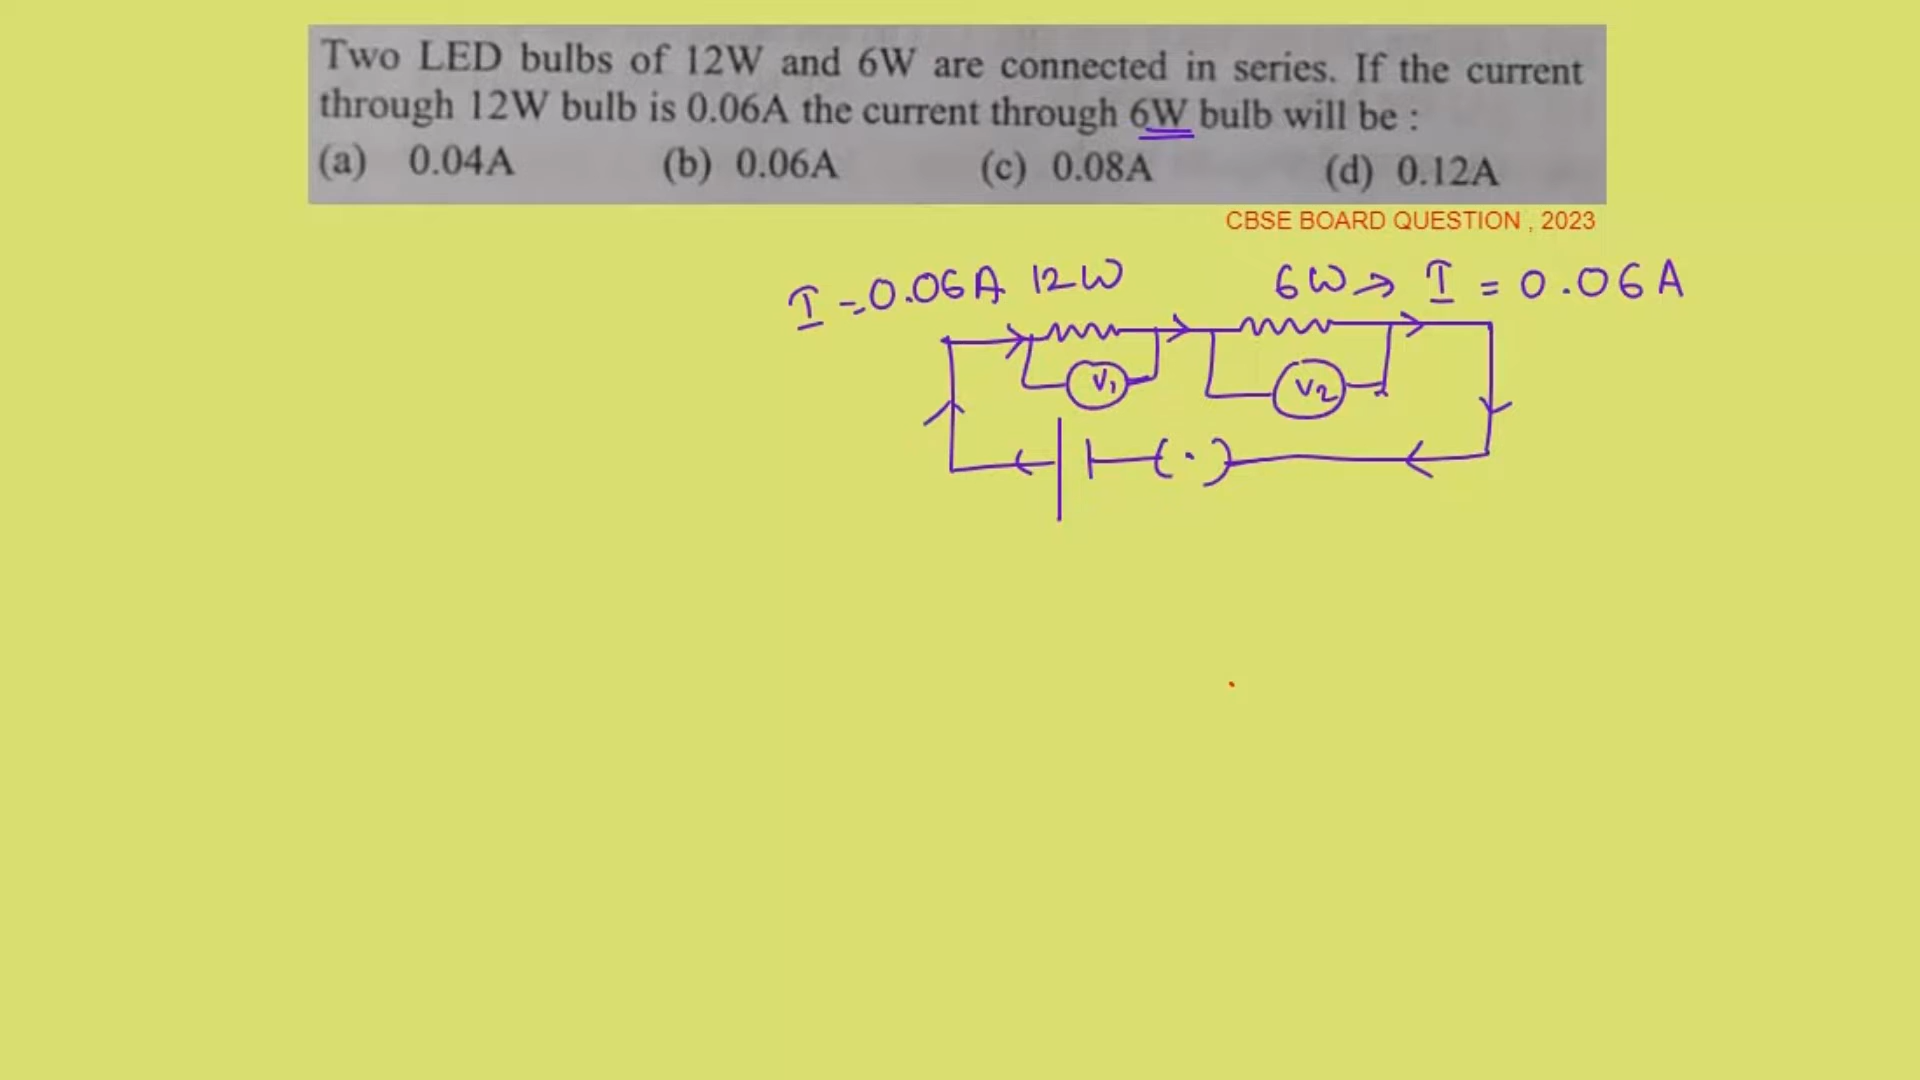 Two LED bulbs of 12W and 6W are connected in series. If the current
through 12W bulb is 0.06A the current through 6W bulb will be :
(a) 0.04A (b) 0.06A (c) 0.08A (d) 0.12A
CBSE BOARD QUESTION , 2023
I = 0.06A 12W 6W → I = 0.06A
V1 V2